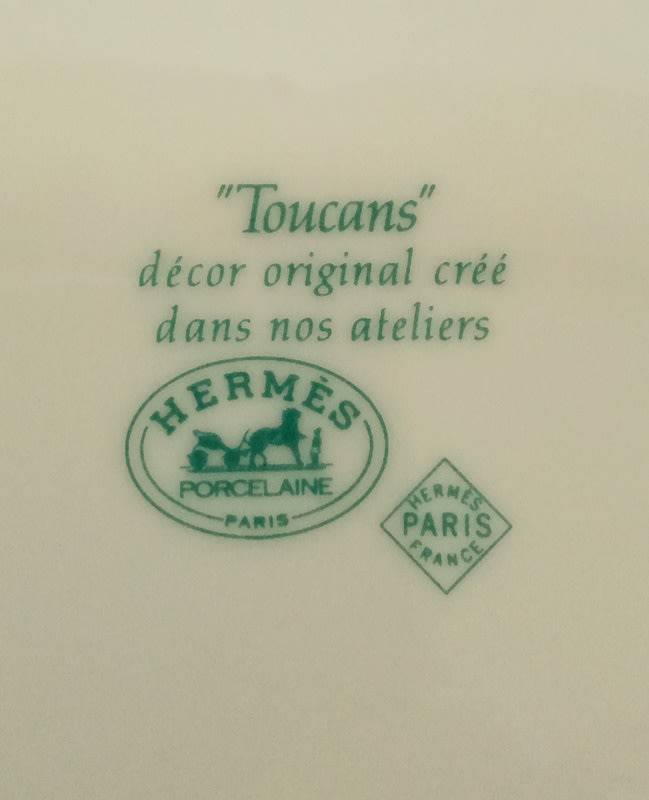 "Toucans"
décor original créé
dans nos ateliers
HERMÈS
PORCELAINE
PARIS
HERMÈS
PARIS
FRANCE